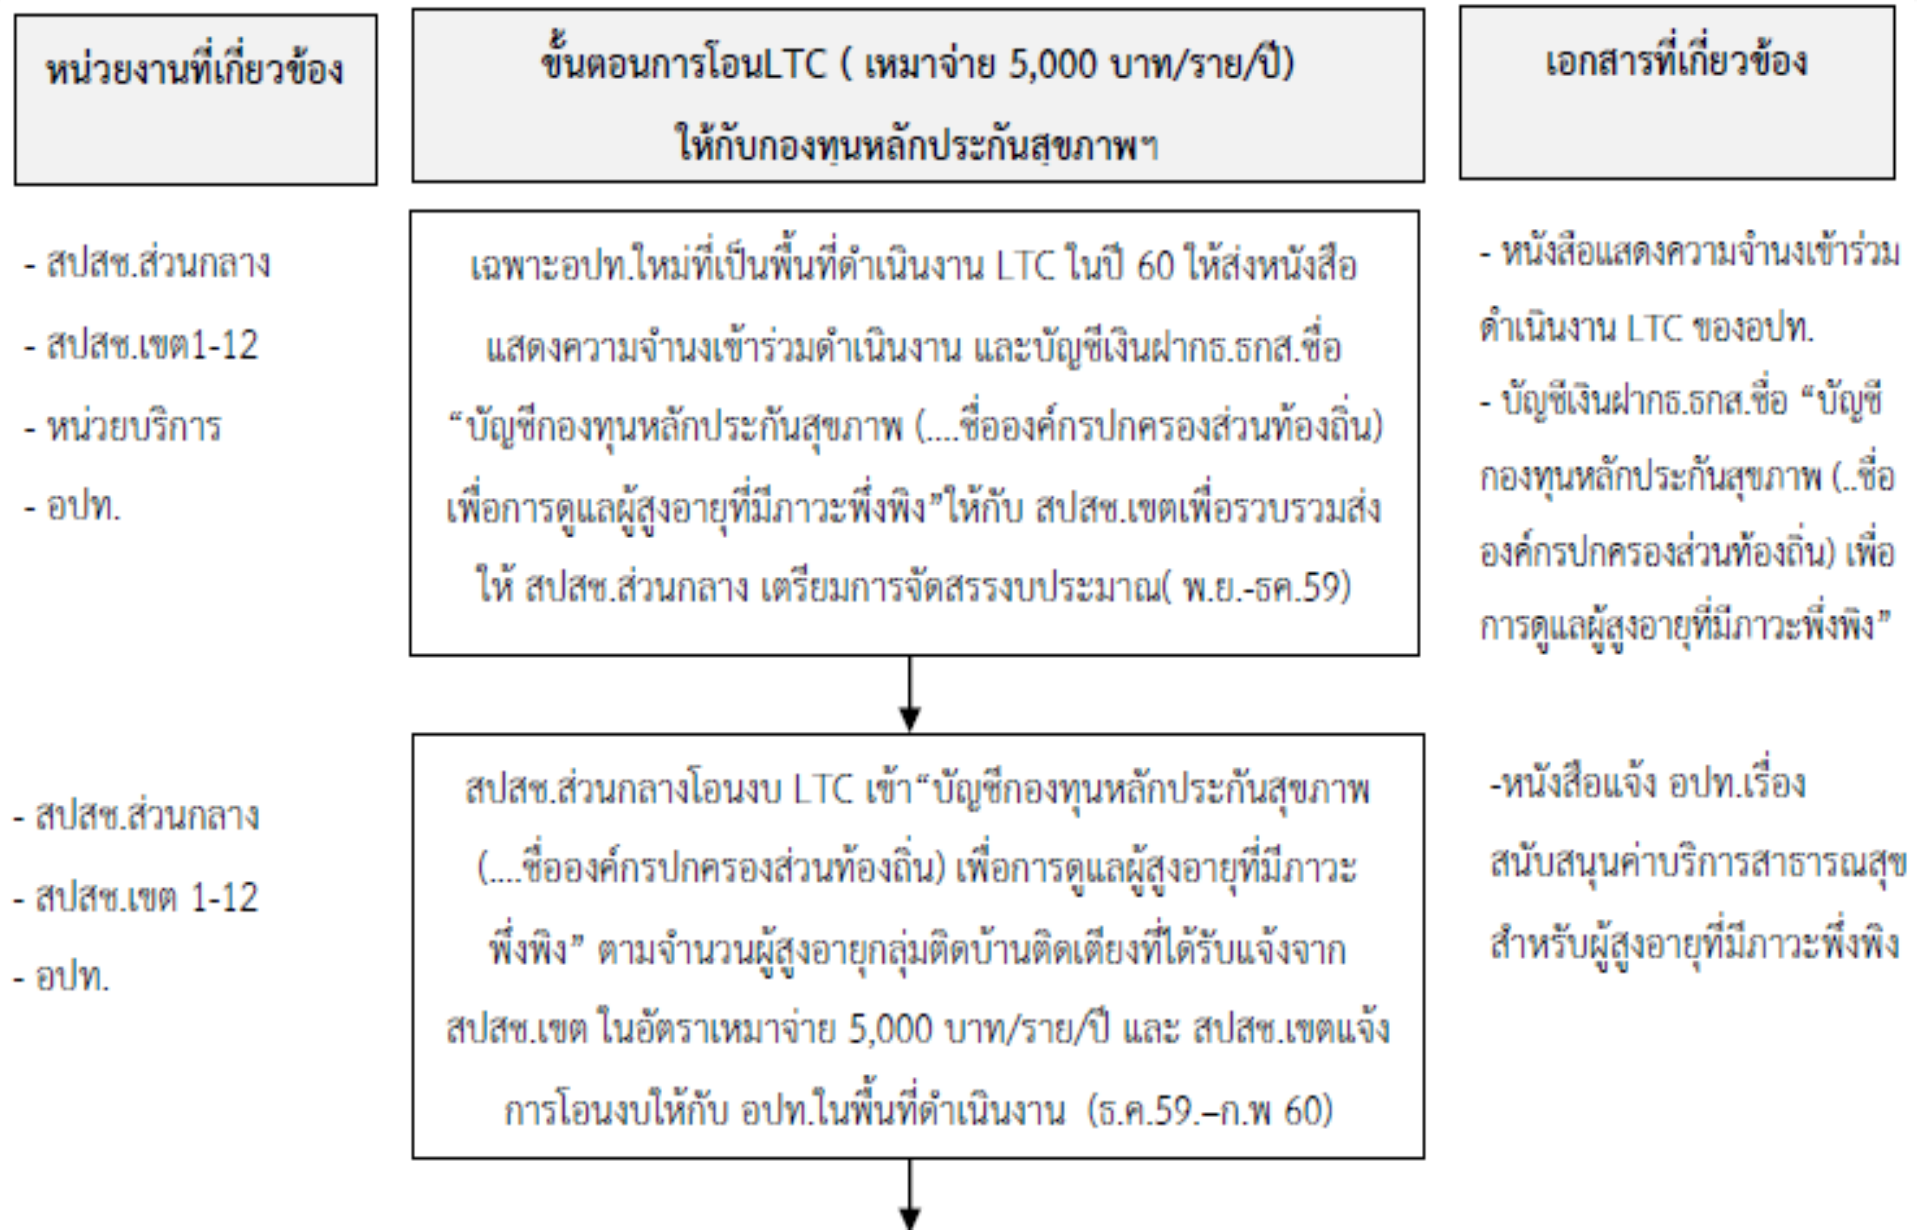 หน่วยงานที่เกี่ยวข้อง
ขั้นตอนการโอนLTC ( เหมาจ่าย 5,000 บาท/ราย/ปี)
ให้กับกองทุนหลักประกันสุขภาพฯ
เอกสารที่เกี่ยวข้อง
- สปสช.ส่วนกลาง
- สปสช.เขต1-12
- หน่วยบริการ
- อปท.
เฉพาะอปท.ใหม่ที่เป็นพื้นที่ดำเนินงาน LTC ในปี 60 ให้ส่งหนังสือ
แสดงความจำนงเข้าร่วมดำเนินงาน และบัญชีเงินฝากธ.ธกส.ชื่อ
“บัญชีกองทุนหลักประกันสุขภาพ (....ชื่อองค์กรปกครองส่วนท้องถิ่น)
เพื่อการดูแลผู้สูงอายุที่มีภาวะพึ่งพิง”ให้กับ สปสช.เขตเพื่อรวบรวมส่ง
ให้ สปสช.ส่วนกลาง เตรียมการจัดสรรงบประมาณ( พ.ย.-ธค.59)
- หนังสือแสดงความจำนงเข้าร่วม
ดำเนินงาน LTC ของอปท.
- บัญชีเงินฝากธ.ธกส.ชื่อ “บัญชี
กองทุนหลักประกันสุขภาพ (..ชื่อ
องค์กรปกครองส่วนท้องถิ่น) เพื่อ
การดูแลผู้สูงอายุที่มีภาวะพึ่งพิง”
- สปสช.ส่วนกลาง
- สปสช.เขต 1-12
- อปท.
สปสช.ส่วนกลางโอนงบ LTC เข้า“บัญชีกองทุนหลักประกันสุขภาพ
(....ชื่อองค์กรปกครองส่วนท้องถิ่น) เพื่อการดูแลผู้สูงอายุที่มีภาวะ
พึ่งพิง” ตามจำนวนผู้สูงอายุกลุ่มติดบ้านติดเตียงที่ได้รับแจ้งจาก
สปสช.เขต ในอัตราเหมาจ่าย 5,000 บาท/ราย/ปี และ สปสช.เขตแจ้ง
การโอนงบให้กับ อปท.ในพื้นที่ดำเนินงาน (ธ.ค.59.–ก.พ 60)
-หนังสือแจ้ง อปท.เรื่อง
สนับสนุนค่าบริการสาธารณสุข
สำหรับผู้สูงอายุที่มีภาวะพึ่งพิง